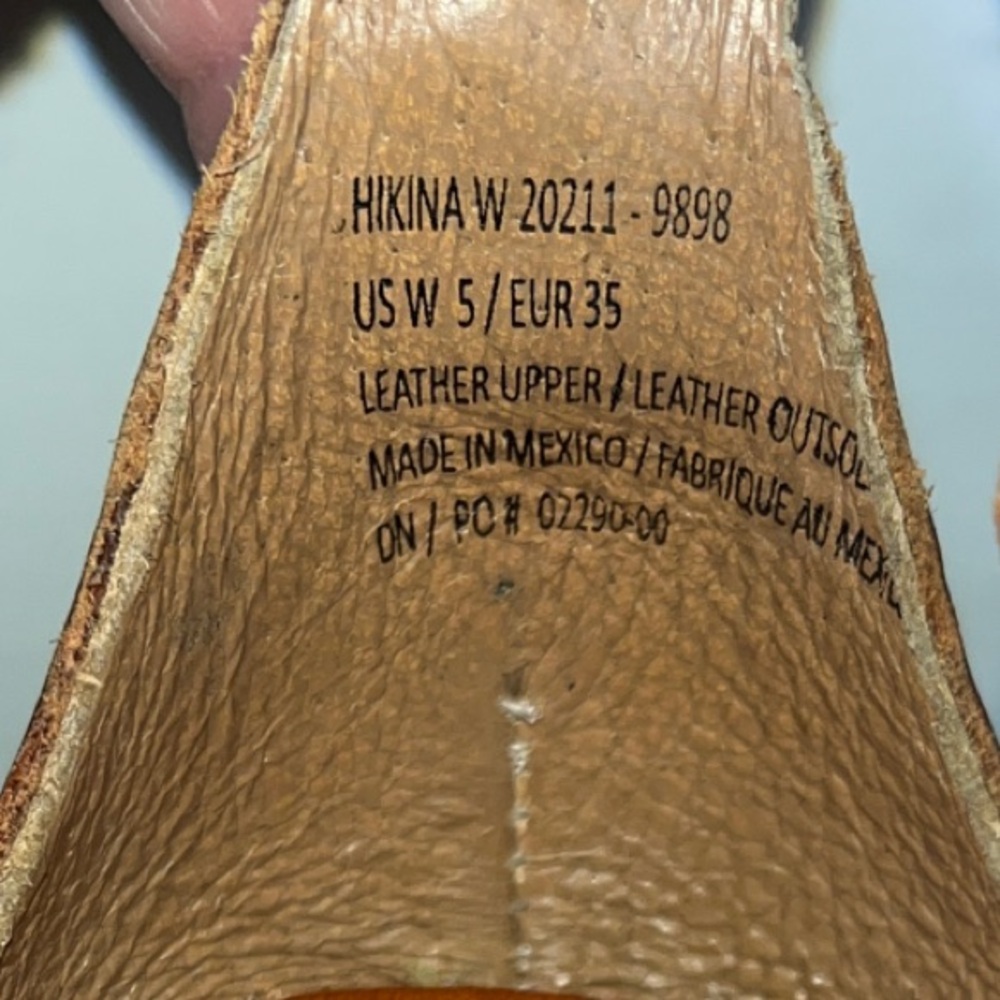 HIKINA W 20211 - 9898
US W 5 / EUR 35
LEATHER UPPER / LEATHER OUTSOL
MADE IN MEXICO / FABRIQUE AU MEXI
DN / PO # 02290-00